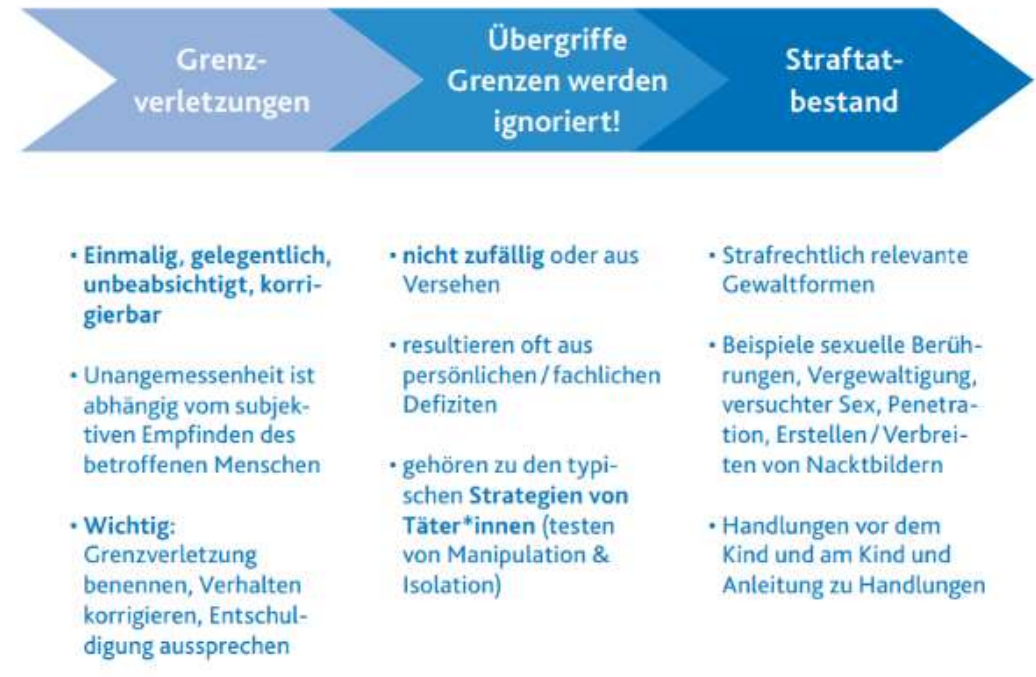 Grenz-
verletzungen
Übergriffe
Grenzen werden
ignoriert!
Straftat-
bestand
• Einmalig, gelegentlich,
unbeabsichtigt, korri-
gierbar
• Unangemessenheit ist
abhängig vom subjek-
tiven Empfinden des
betroffenen Menschen
• Wichtig:
Grenzverletzung
benennen, Verhalten
korrigieren, Entschul-
digung aussprechen
• nicht zufällig oder aus
Versehen
• resultieren oft aus
persönlichen / fachlichen
Defiziten
• gehören zu den typi-
schen Strategien von
Täter*innen (testen
von Manipulation &
Isolation)
• Strafrechtlich relevante
Gewaltformen
• Beispiele sexuelle Berüh-
rungen, Vergewaltigung,
versuchter Sex, Penetra-
tion, Erstellen / Verbrei-
ten von Nacktbildern
• Handlungen vor dem
Kind und am Kind und
Anleitung zu Handlungen